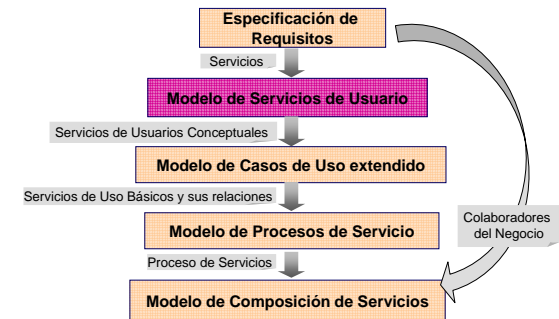 Especificación de
Requisitos
Servicios
Modelo de Servicios de Usuario
Servicios de Usuarios Conceptuales
Modelo de Casos de Uso extendido
Servicios de Uso Básicos y sus relaciones
Modelo de Procesos de Servicio
Colaboradores
del Negocio
Proceso de Servicios
Modelo de Composición de Servicios